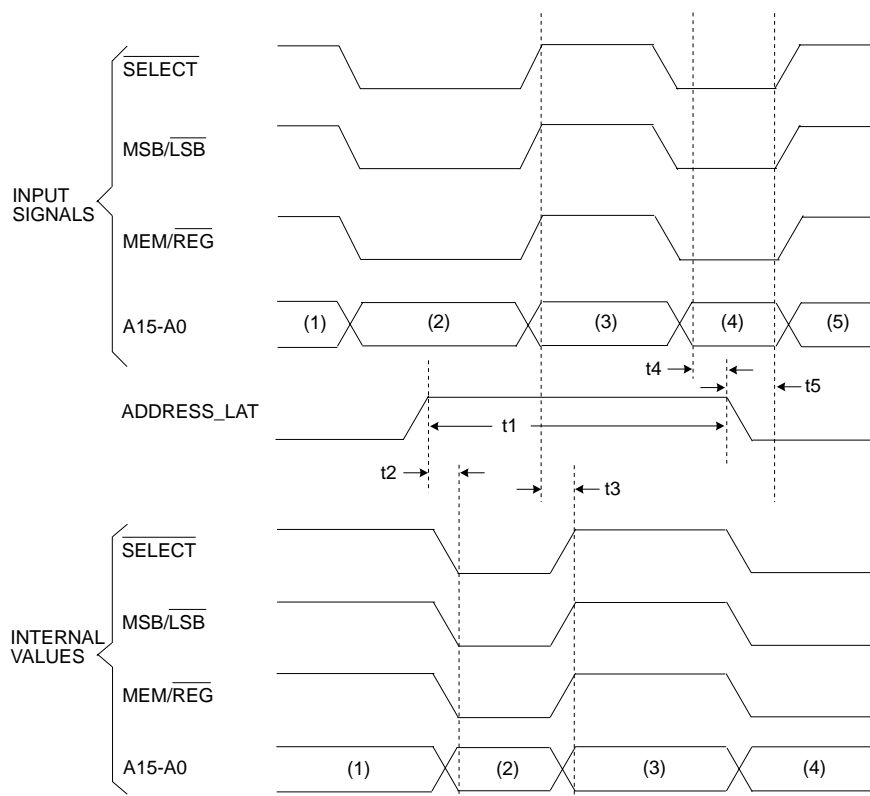 INPUT
SIGNALS
SELECT
MSB/LSB
MEM/REG
A15-A0
(1) (2) (3) (4) (5)
t4 t5
ADDRESS_LAT
t1
t2 t3
INTERNAL
VALUES
SELECT
MSB/LSB
MEM/REG
A15-A0
(1) (2) (3) (4)